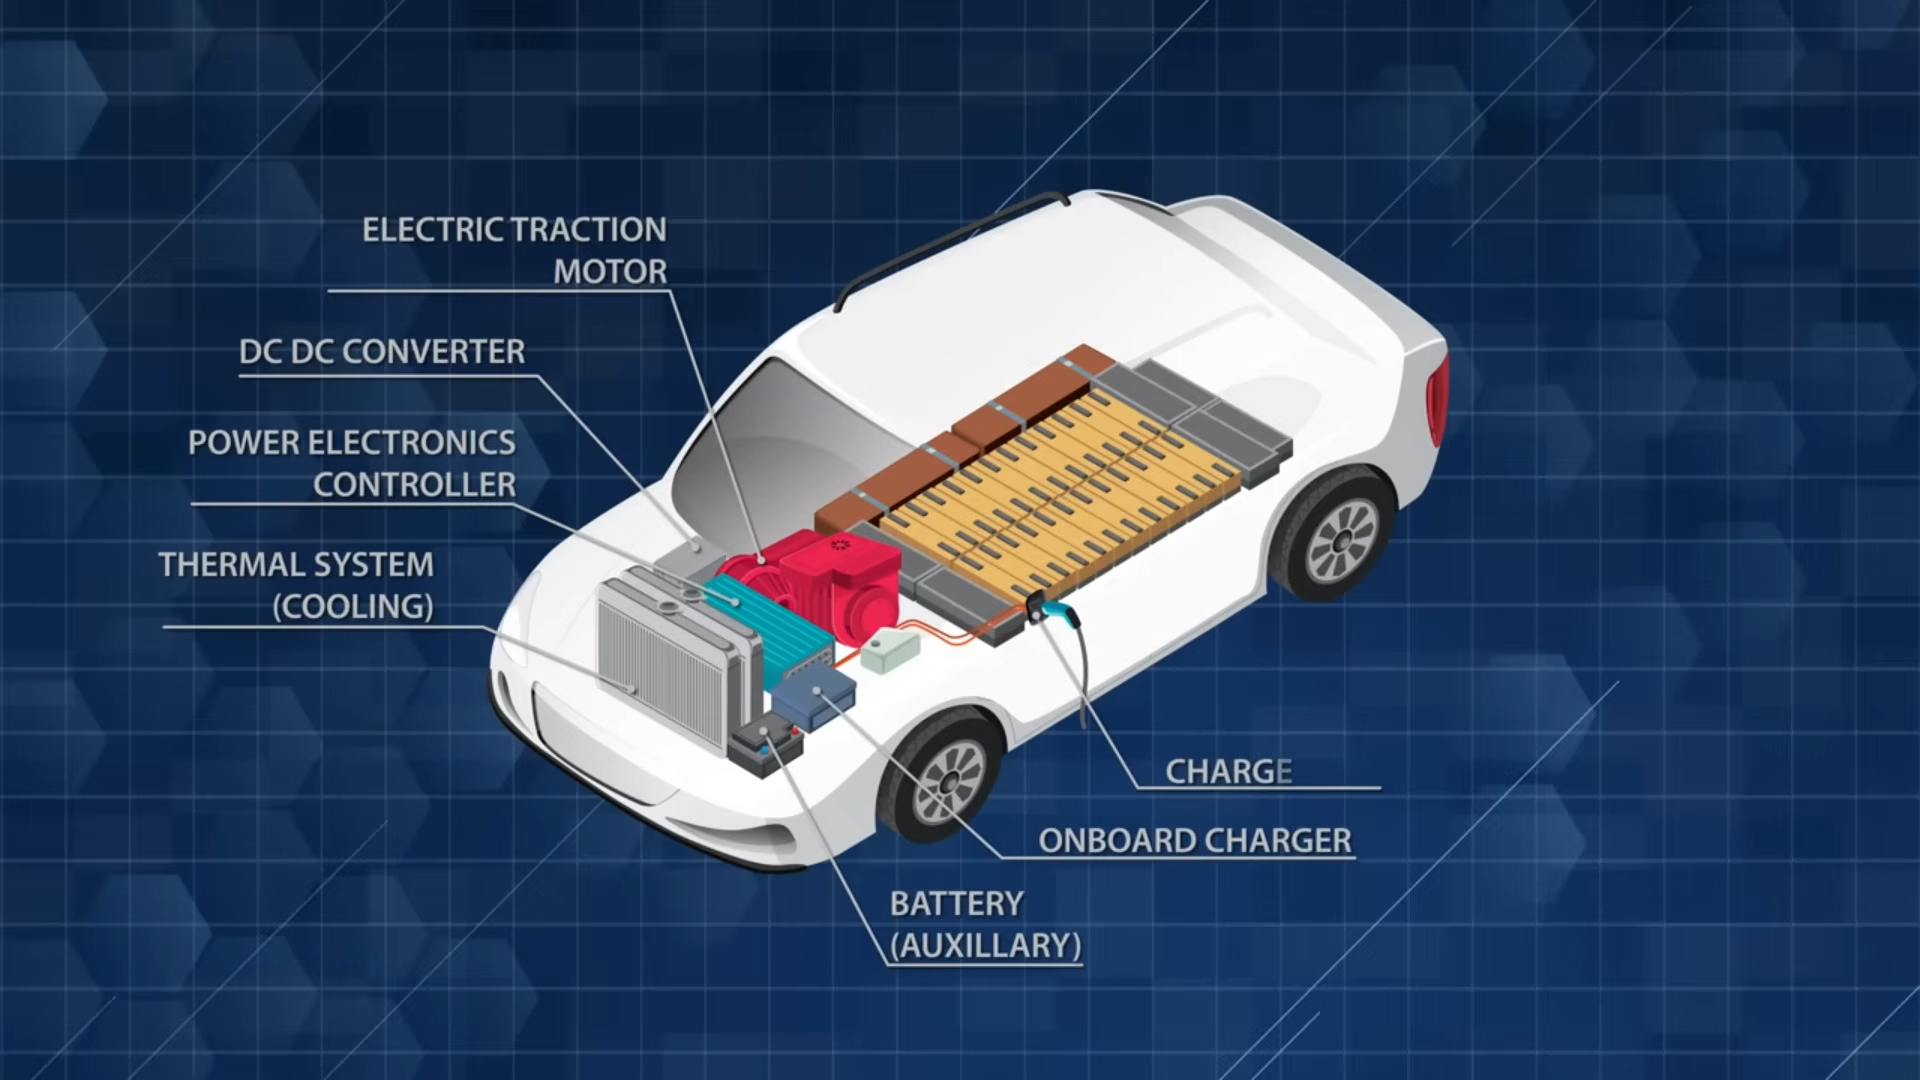 ELECTRIC TRACTION
MOTOR
DC DC CONVERTER
POWER ELECTRONICS
CONTROLLER
THERMAL SYSTEM
(COOLING)
CHARGE
ONBOARD CHARGER
BATTERY
(AUXILLARY)